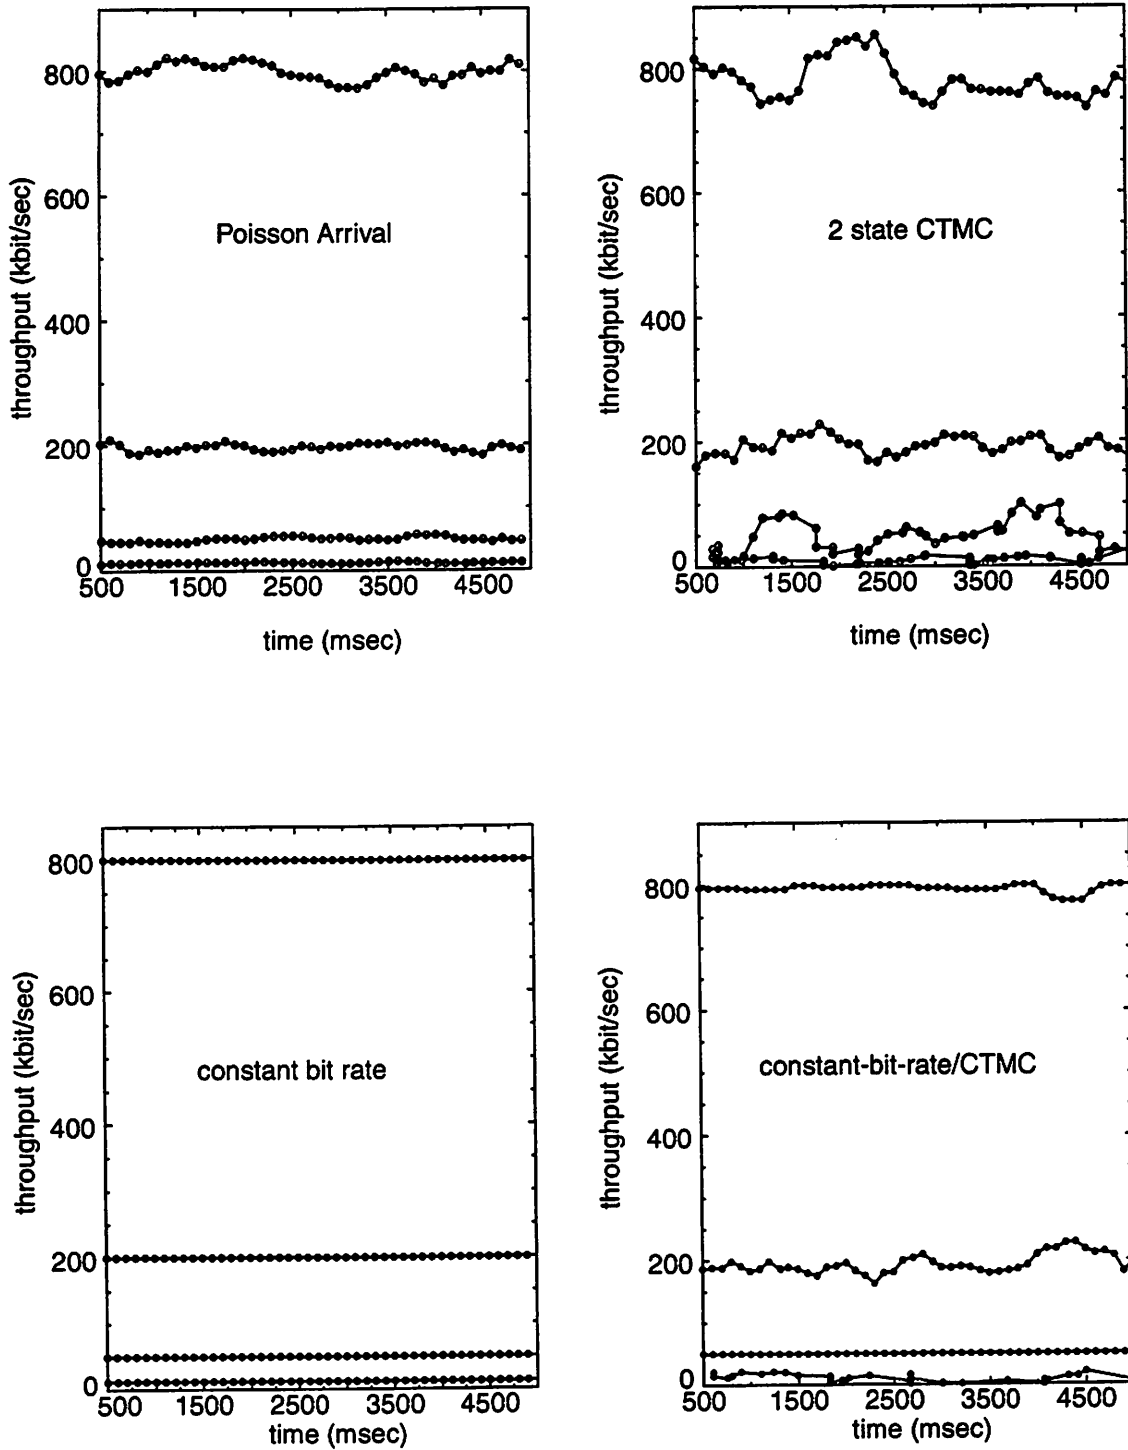 800
600
400
200
0
throughput (kbit/sec)
Poisson Arrival
500 1500 2500 3500 4500
time (msec)
800
600
400
200
0
throughput (kbit/sec)
2 state CTMC
500 1500 2500 3500 4500
time (msec)
800
600
400
200
0
throughput (kbit/sec)
constant bit rate
500 1500 2500 3500 4500
time (msec)
800
600
400
200
0
throughput (kbit/sec)
constant-bit-rate/CTMC
500 1500 2500 3500 4500
time (msec)